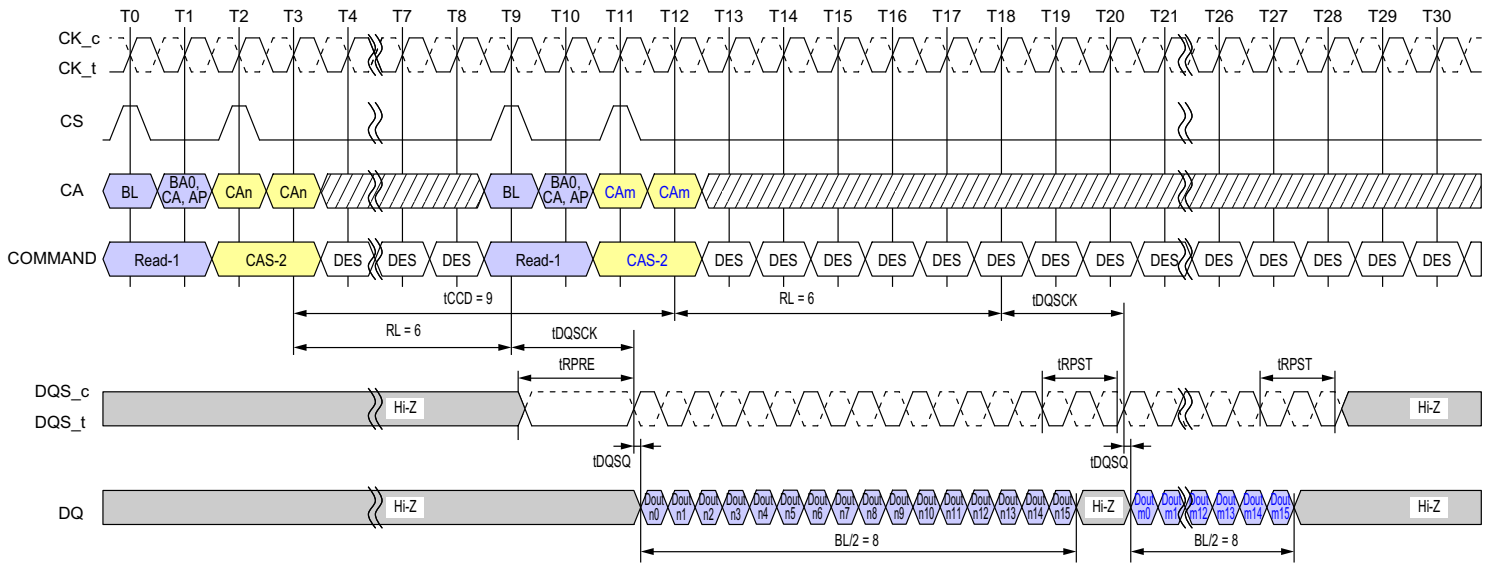 T0 T1 T2 T3 T4 T7 T8 T9 T10 T11 T12 T13 T14 T15 T16 T17 T18 T19 T20 T21 T26 T27 T28 T29 T30
CK_c
CK_t
CS
CA BL BA0, CA, AP CAn CAn BL BA0, CA, AP CAm CAm
COMMAND Read-1 CAS-2 DES DES DES Read-1 CAS-2 DES DES DES DES DES DES DES DES DES DES DES DES DES DES
tCCD = 9 RL = 6 tDQSCK
RL = 6 tDQSCK
tRPRE tRPST tRPST
DQS_c
DQS_t
Hi-Z Hi-Z
tDQSQ tDQSQ
DQ Hi-Z Dout n0 Dout n1 Dout n2 Dout n3 Dout n4 Dout n5 Dout n6 Dout n7 Dout n8 Dout n9 Dout n10 Dout n11 Dout n12 Dout n13 Dout n14 Dout n15 Hi-Z Dout m0 Dout m1 Dout m12 Dout m13 Dout m14 Dout m15 Hi-Z
BL/2 = 8 BL/2 = 8